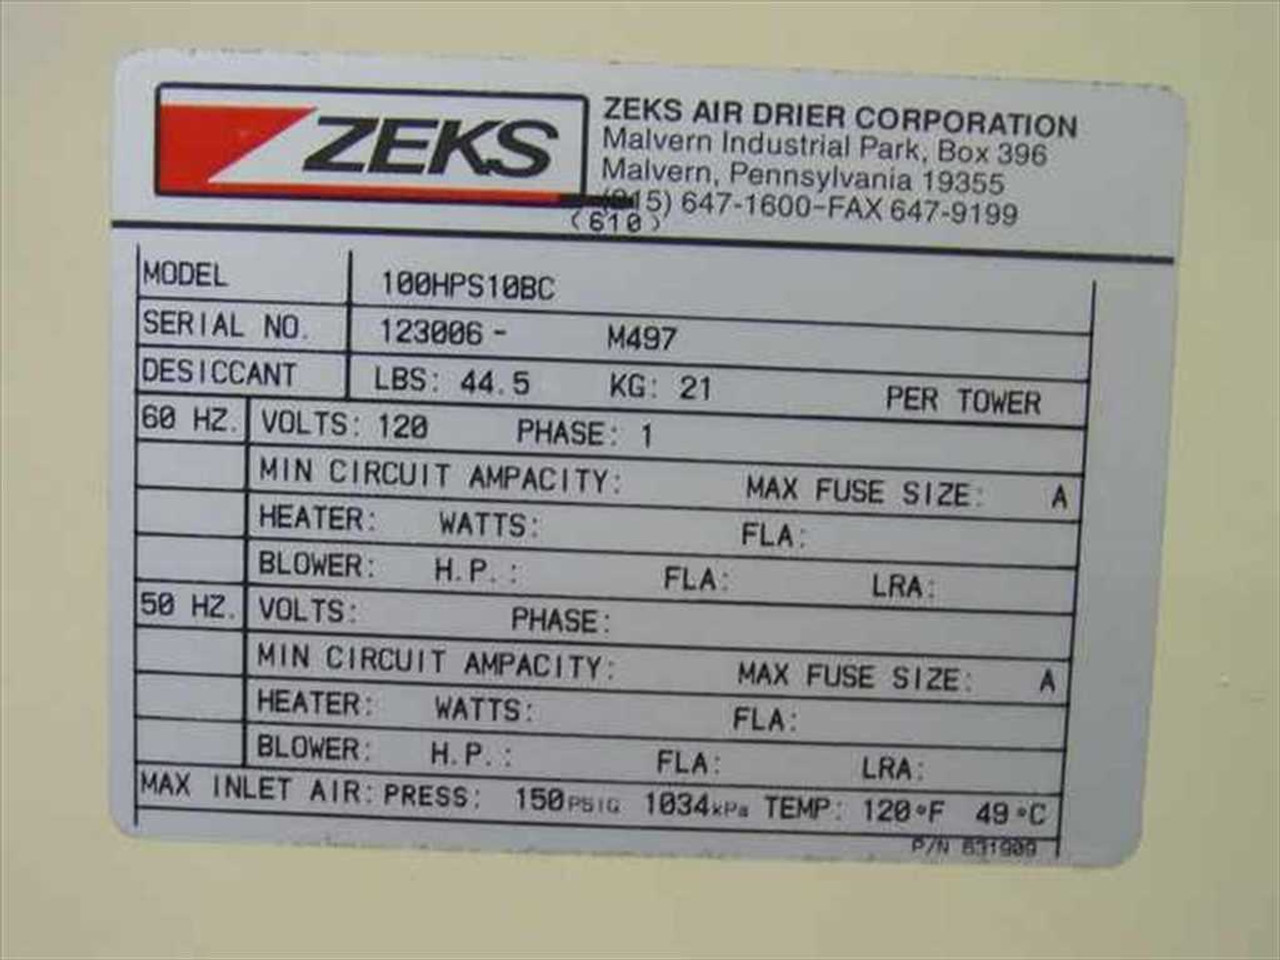 ZEKS
ZEKS AIR DRIER CORPORATION
Malvern Industrial Park, Box 396
Malvern, Pennsylvania 19355
(215) 647-1600-FAX 647-9199
(610)
MODEL 100HPS10BC
SERIAL NO. 123006- M497
DESICCANT LBS: 44.5 KG: 21 PER TOWER
60 HZ. VOLTS: 120 PHASE: 1
MIN CIRCUIT AMPACITY: MAX FUSE SIZE: A
HEATER: WATTS: FLA:
BLOWER: H.P.: FLA: LRA:
50 HZ. VOLTS: PHASE:
MIN CIRCUIT AMPACITY: MAX FUSE SIZE: A
HEATER: WATTS: FLA:
BLOWER: H.P.: FLA: LRA:
MAX INLET AIR: PRESS: 150 PSIG 1034 kPa TEMP: 120°F 49°C
P/N 631909